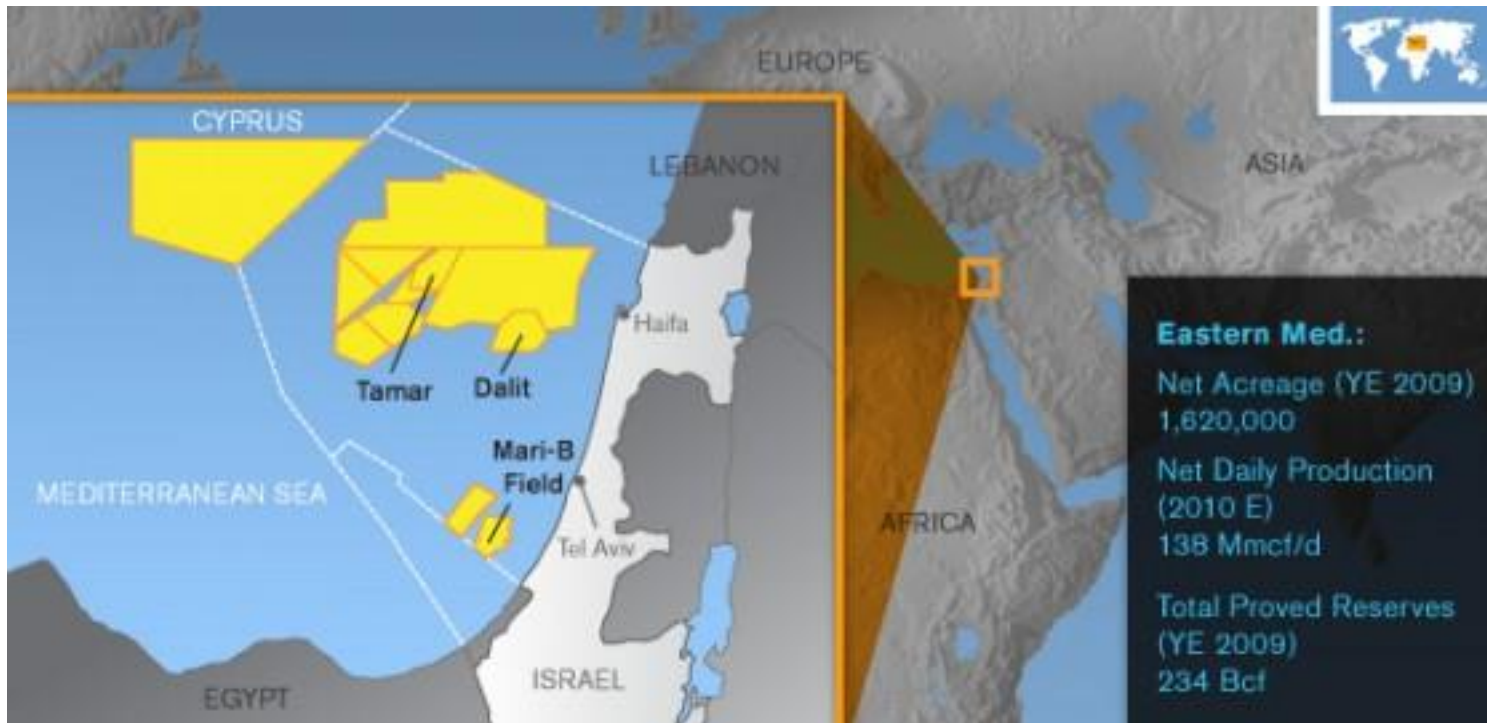 EUROPE
CYPRUS
LEBANON
ASIA
Haifa
Tamar
Dalit
Mari-B
Field
MEDITERRANEAN SEA
Tel Aviv
AFRICA
EGYPT
ISRAEL
Eastern Med.:
Net Acreage (YE 2009)
1,620,000
Net Daily Production
(2010 E)
138 Mmcf/d
Total Proved Reserves
(YE 2009)
234 Bcf